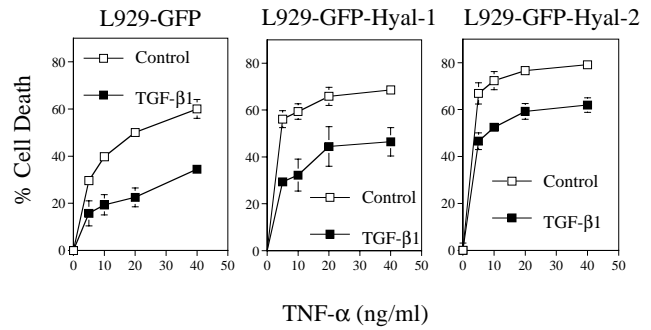 L929-GFP
L929-GFP-Hyal-1
L929-GFP-Hyal-2
% Cell Death
80
60
40
20
0
Control
TGF-β1
0 10 20 30 40 50
80
60
40
20
0
Control
TGF-β1
0 10 20 30 40 50
80
60
40
20
0
Control
TGF-β1
0 10 20 30 40 50
TNF-α (ng/ml)